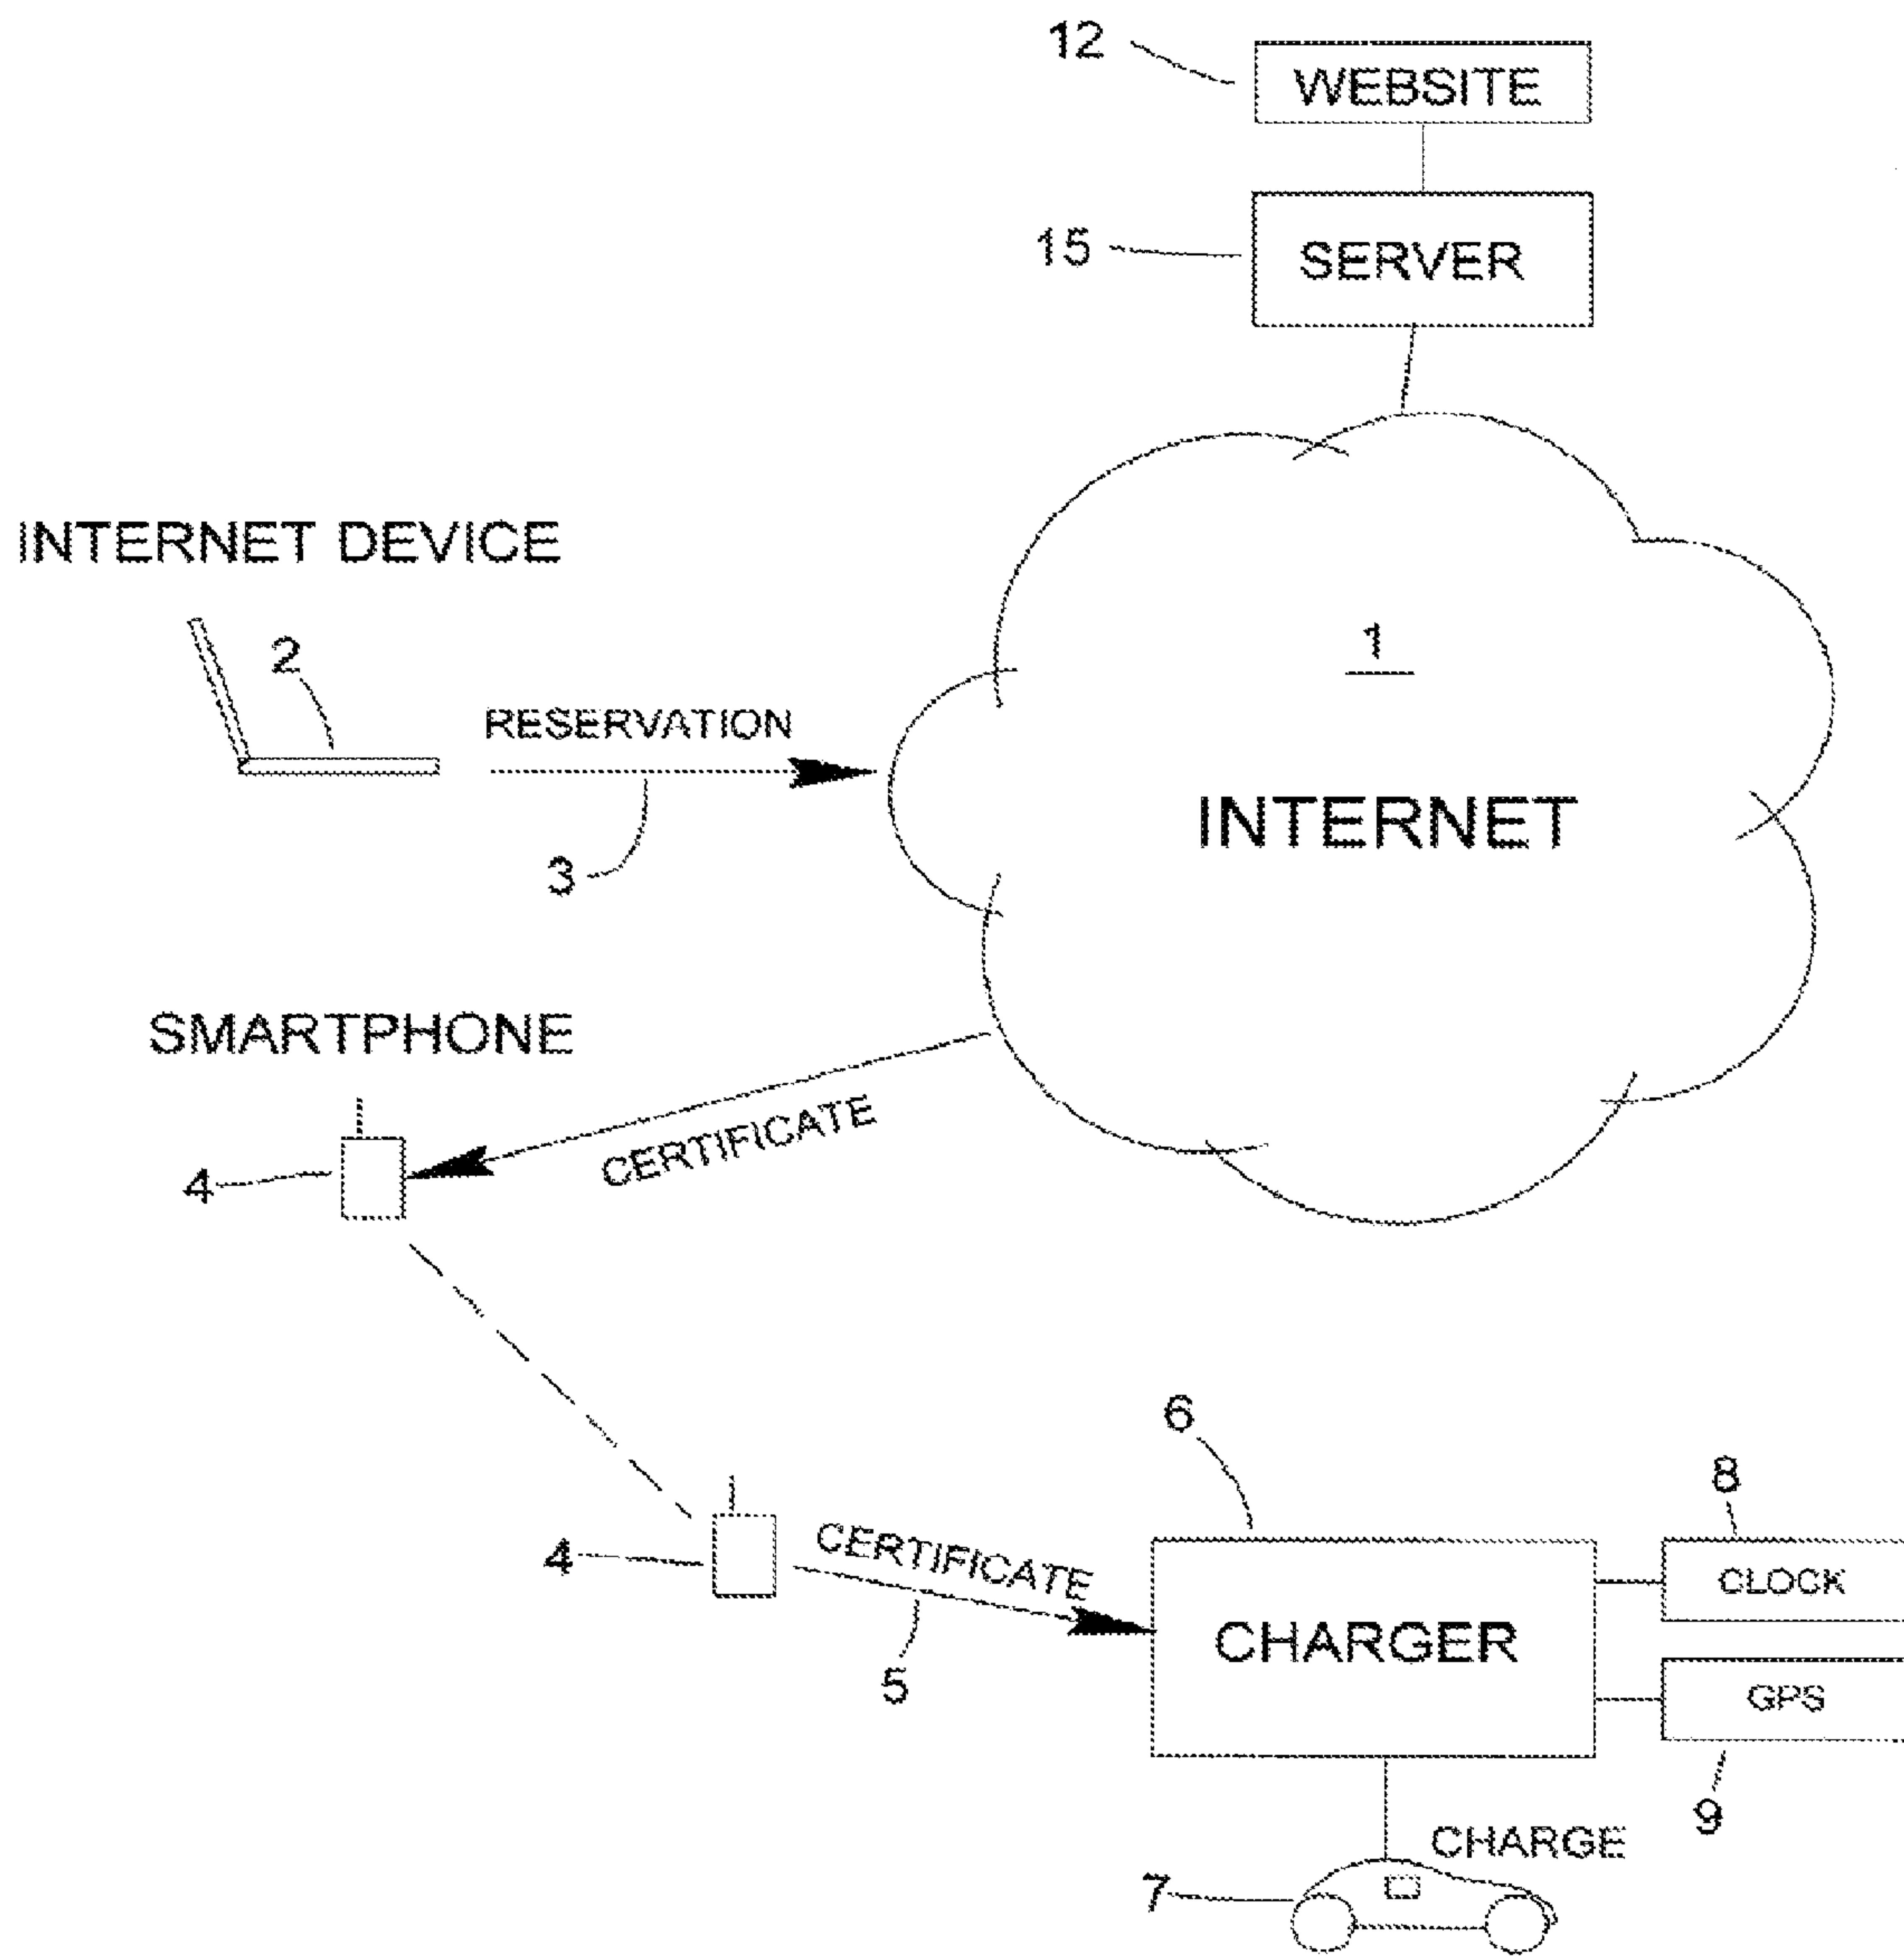 12
WEBSITE
15
SERVER
INTERNET DEVICE
2
RESERVATION
3
1
INTERNET
SMARTPHONE
4
CERTIFICATE
4
CERTIFICATE
5
6
CHARGER
8
CLOCK
GPS
9
CHARGE
7